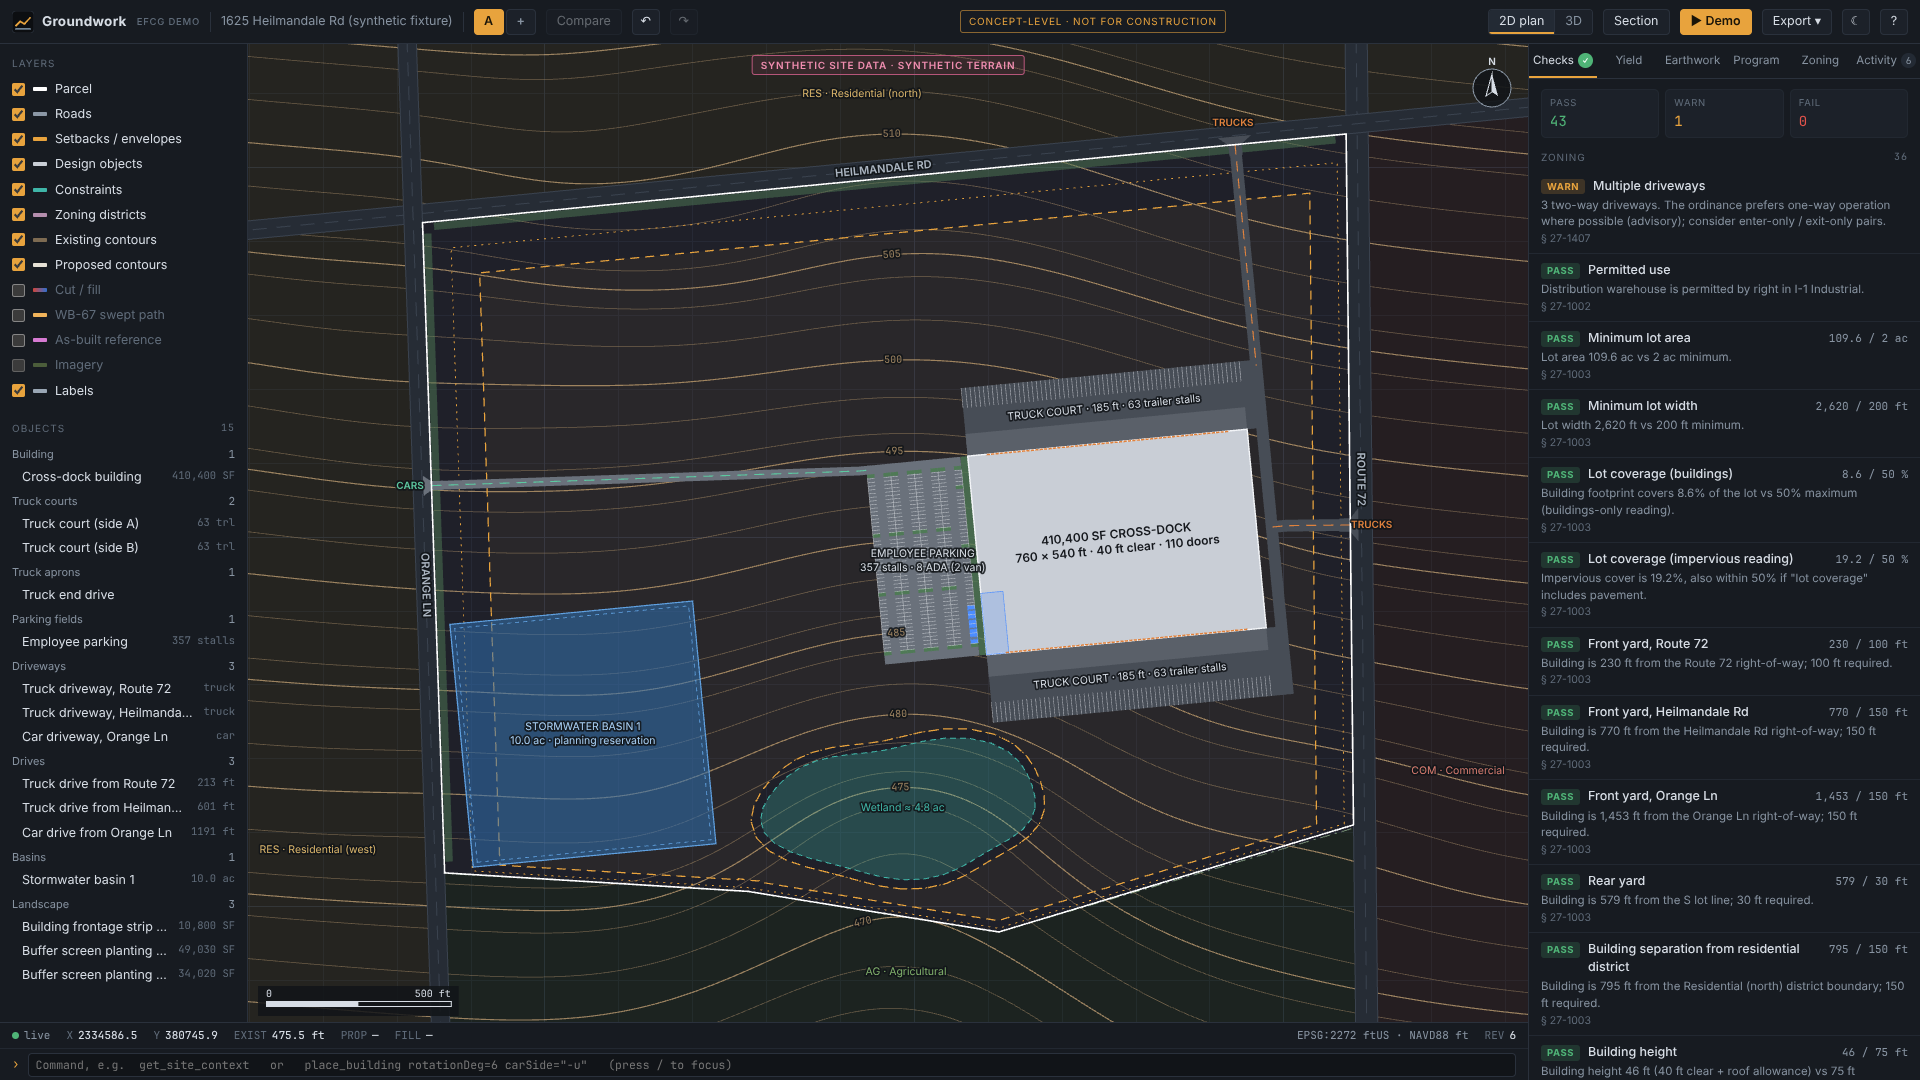 Groundwork EFCG DEMO 1625 Heilmandale Rd (synthetic fixture) A + Compare ↶ ↷ CONCEPT-LEVEL · NOT FOR CONSTRUCTION 2D plan 3D Section ▶ Demo Export ▾ ☾ ?
LAYERS
Parcel
Roads
Setbacks / envelopes
Design objects
Constraints
Zoning districts
Existing contours
Proposed contours
Cut / fill
WB-67 swept path
As-built reference
Imagery
Labels
OBJECTS 15
Building 1
Cross-dock building 410,400 SF
Truck courts 2
Truck court (side A) 63 trl
Truck court (side B) 63 trl
Truck aprons 1
Truck end drive
Parking fields 1
Employee parking 357 stalls
Driveways 3
Truck driveway, Route 72 truck
Truck driveway, Heilmanda... truck
Car driveway, Orange Ln car
Drives 3
Truck drive from Route 72 213 ft
Truck drive from Heilman... 601 ft
Car drive from Orange Ln 1191 ft
Basins 1
Stormwater basin 1 10.0 ac
Landscape 3
Building frontage strip ... 10,800 SF
Buffer screen planting ... 49,030 SF
Buffer screen planting ... 34,020 SF
SYNTHETIC SITE DATA · SYNTHETIC TERRAIN
RES · Residential (north)
N
TRUCKS
510
HEILMANDALE RD
505
500
TRUCK COURT · 185 ft · 63 trailer stalls
495
CARS
ROUTE 72
TRUCKS
410,400 SF CROSS-DOCK
760 × 540 ft · 40 ft clear · 110 doors
EMPLOYEE PARKING
357 stalls · 8 ADA (2 van)
ORANGE LN
485
TRUCK COURT · 185 ft · 63 trailer stalls
480
STORMWATER BASIN 1
10.0 ac · planning reservation
COM · Commercial
475
Wetland ≈ 4.8 ac
RES · Residential (west)
470
AG · Agricultural
0 500 ft
live X 2334586.5 Y 380745.9 EXIST 475.5 ft PROP — FILL — EPSG:2272 ftUS · NAVD88 ft REV 6
› Command, e.g. get_site_context or place_building rotationDeg=6 carSide="-u" (press / to focus)
Checks ✓ Yield Earthwork Program Zoning Activity 6
PASS WARN FAIL
43 1 0
ZONING 36
WARN Multiple driveways
3 two-way driveways. The ordinance prefers one-way operation
where possible (advisory); consider enter-only / exit-only pairs.
§ 27-1407
PASS Permitted use
Distribution warehouse is permitted by right in I-1 Industrial.
§ 27-1002
PASS Minimum lot area 109.6 / 2 ac
Lot area 109.6 ac vs 2 ac minimum.
§ 27-1003
PASS Minimum lot width 2,620 / 200 ft
Lot width 2,620 ft vs 200 ft minimum.
§ 27-1003
PASS Lot coverage (buildings) 8.6 / 50 %
Building footprint covers 8.6% of the lot vs 50% maximum
(buildings-only reading).
§ 27-1003
PASS Lot coverage (impervious reading) 19.2 / 50 %
Impervious cover is 19.2%, also within 50% if "lot coverage"
includes pavement.
§ 27-1003
PASS Front yard, Route 72 230 / 100 ft
Building is 230 ft from the Route 72 right-of-way; 100 ft required.
§ 27-1003
PASS Front yard, Heilmandale Rd 770 / 150 ft
Building is 770 ft from the Heilmandale Rd right-of-way; 150 ft
required.
§ 27-1003
PASS Front yard, Orange Ln 1,453 / 150 ft
Building is 1,453 ft from the Orange Ln right-of-way; 150 ft
required.
§ 27-1003
PASS Rear yard 579 / 30 ft
Building is 579 ft from the S lot line; 30 ft required.
§ 27-1003
PASS Building separation from residential 795 / 150 ft
district
Building is 795 ft from the Residential (north) district boundary; 150
ft required.
§ 27-1003
PASS Building height 46 / 75 ft
Building height 46 ft (40 ft clear + roof allowance) vs 75 ft